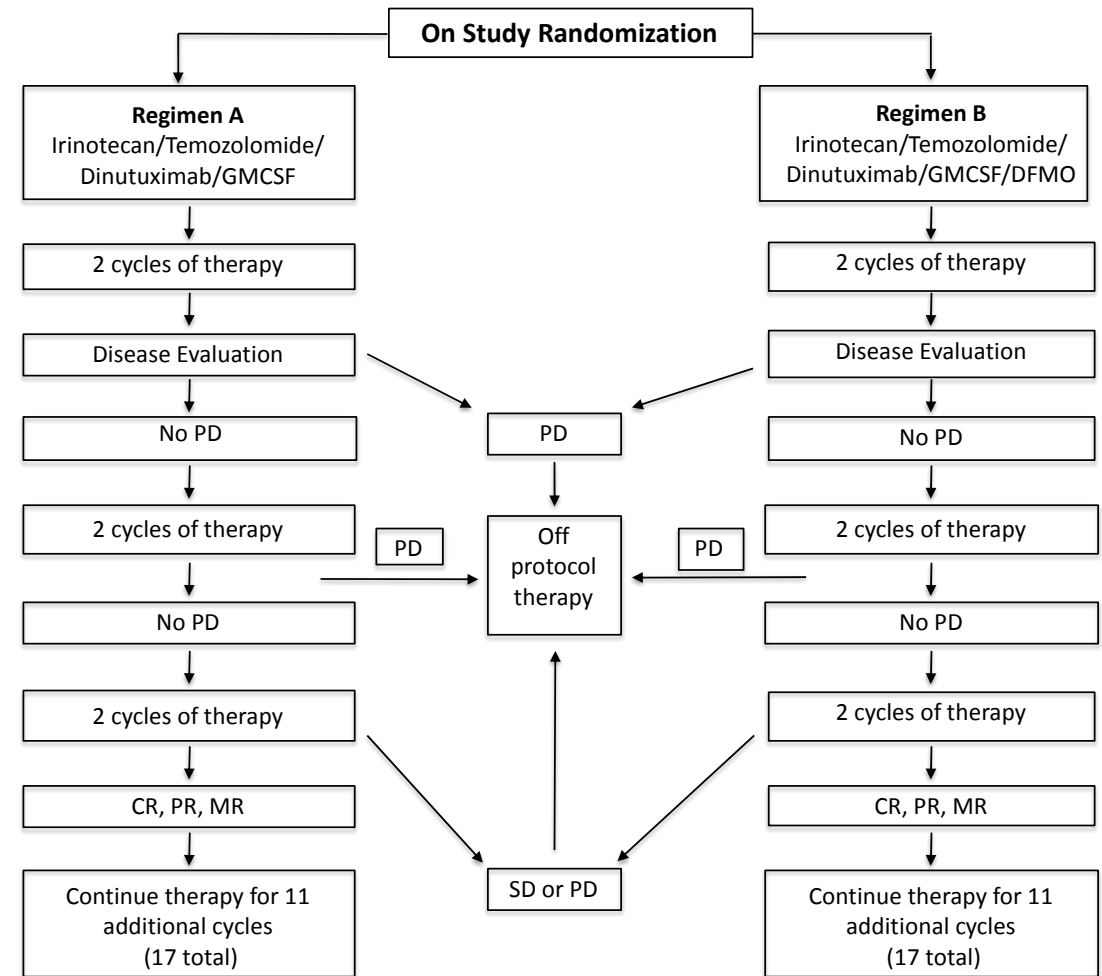 On Study Randomization
Regimen A
Irinotecan/Temozolomide/
Dinutuximab/GMCSF
Regimen B
Irinotecan/Temozolomide/
Dinutuximab/GMCSF/DFMO
2 cycles of therapy
2 cycles of therapy
Disease Evaluation
Disease Evaluation
No PD
PD
No PD
2 cycles of therapy
PD
Off
protocol
therapy
PD
2 cycles of therapy
No PD
No PD
2 cycles of therapy
2 cycles of therapy
CR, PR, MR
CR, PR, MR
SD or PD
Continue therapy for 11
additional cycles
(17 total)
Continue therapy for 11
additional cycles
(17 total)